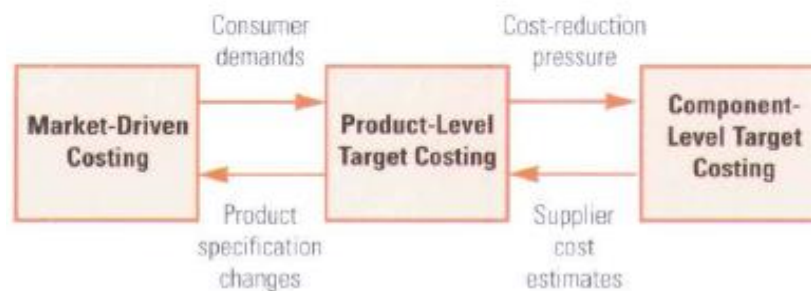 Consumer
demands
Cost-reduction
pressure
Market-Driven
Costing
Product-Level
Target Costing
Component-
Level Target
Costing
Product
specification
changes
Supplier
cost
estimates